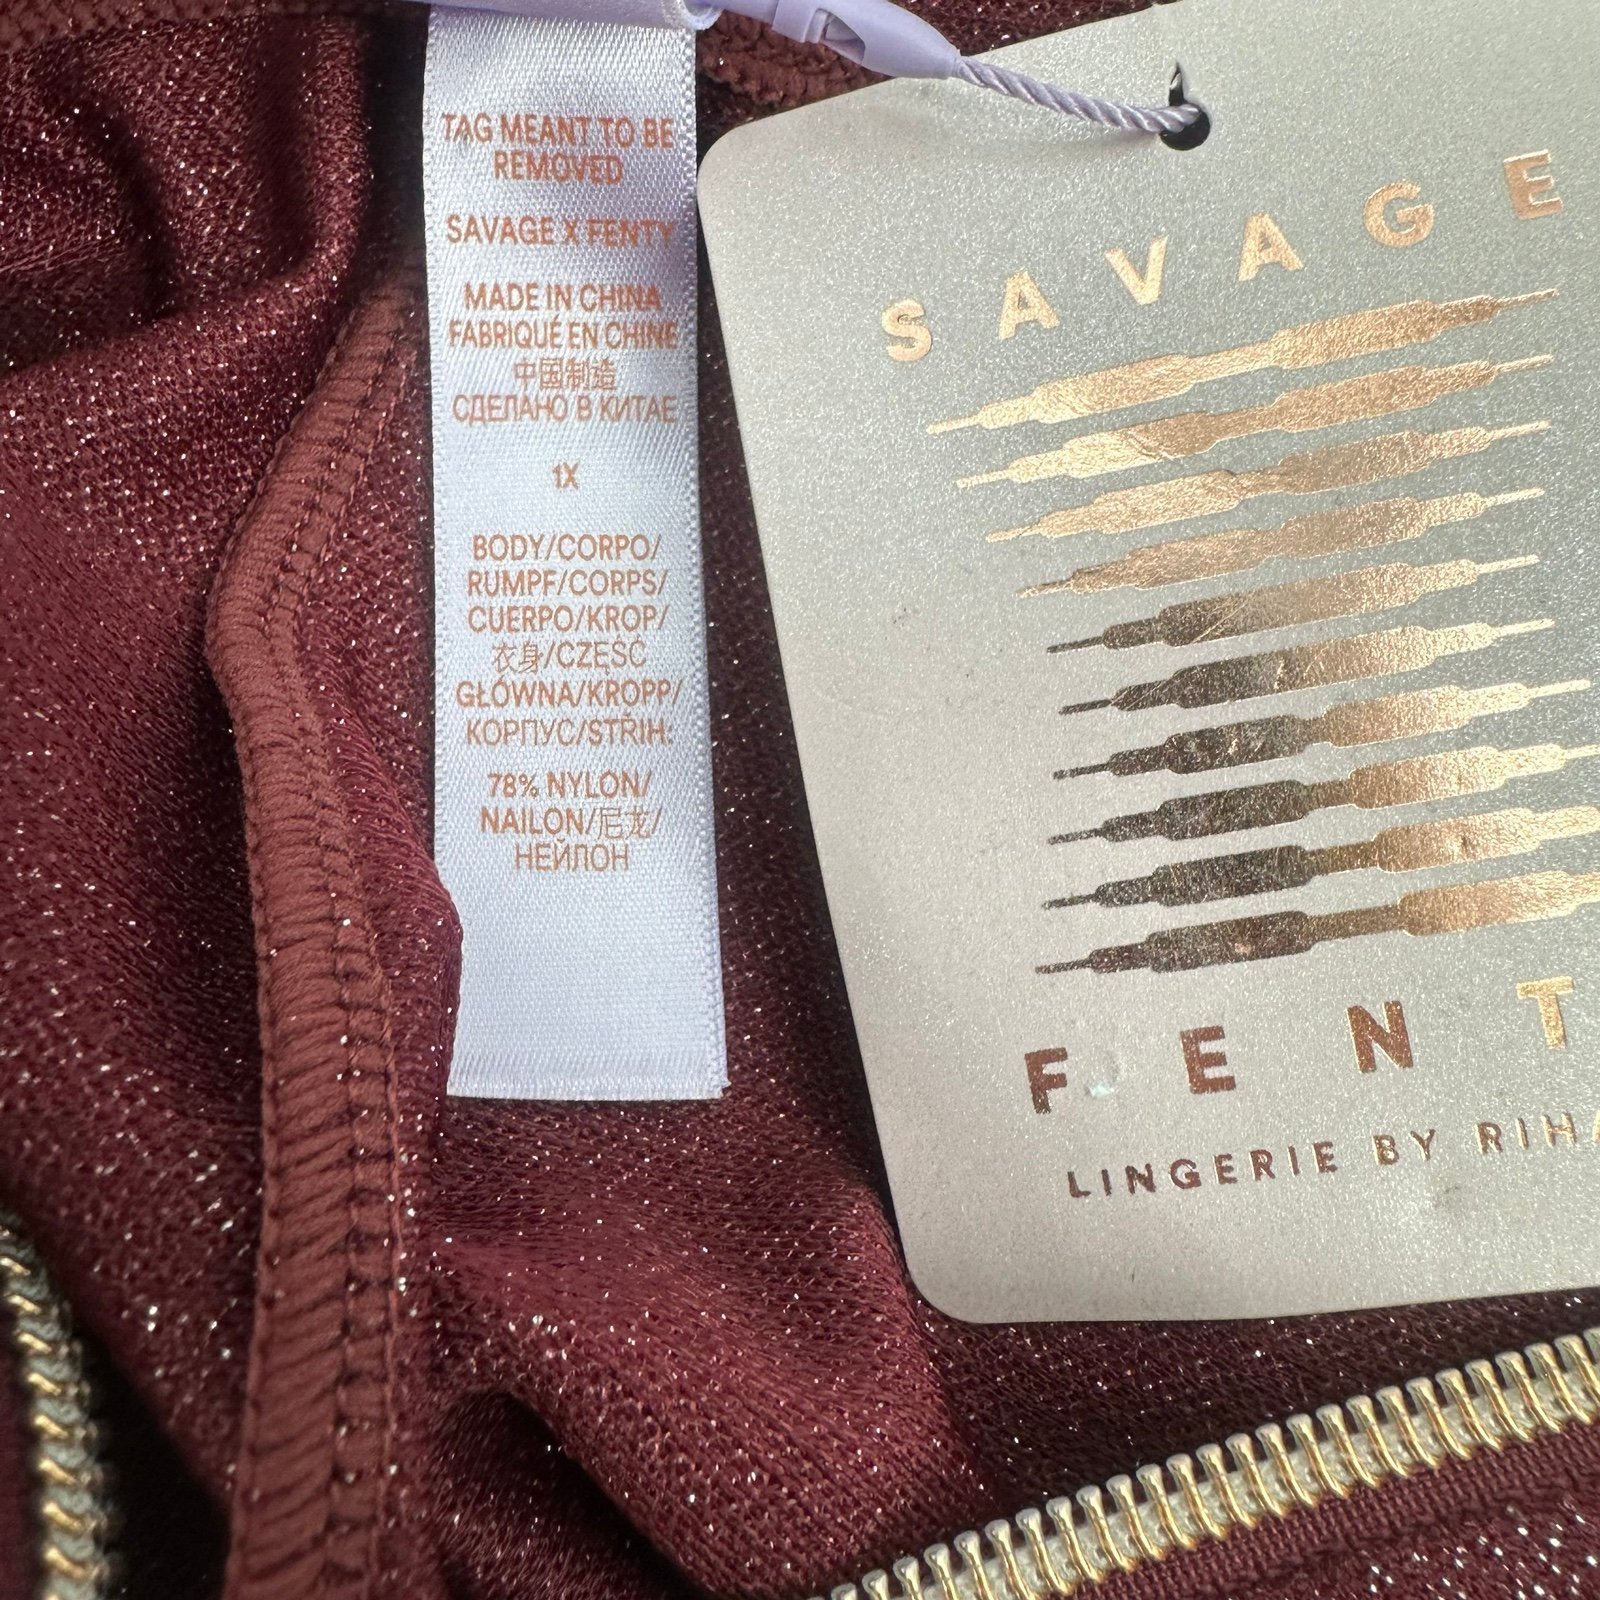 TAG MEANT TO BE
REMOVED
SAVAGE X FENTY
MADE IN CHINA
FABRIQUÉ EN CHINE
中国制造
СДЕЛАНО В КИТАЕ
1X
BODY/CORPO/
RUMPF/CORPS/
CUERPO/KROP/
衣身/CZĘŚĆ
GŁÓWNA/KROPP/
КОРПУС/STŘIH:
78% NYLON/
NAILON/尼龙/
НЕЙЛОН
SAVAGE
FENT
LINGERIE BY RIHA